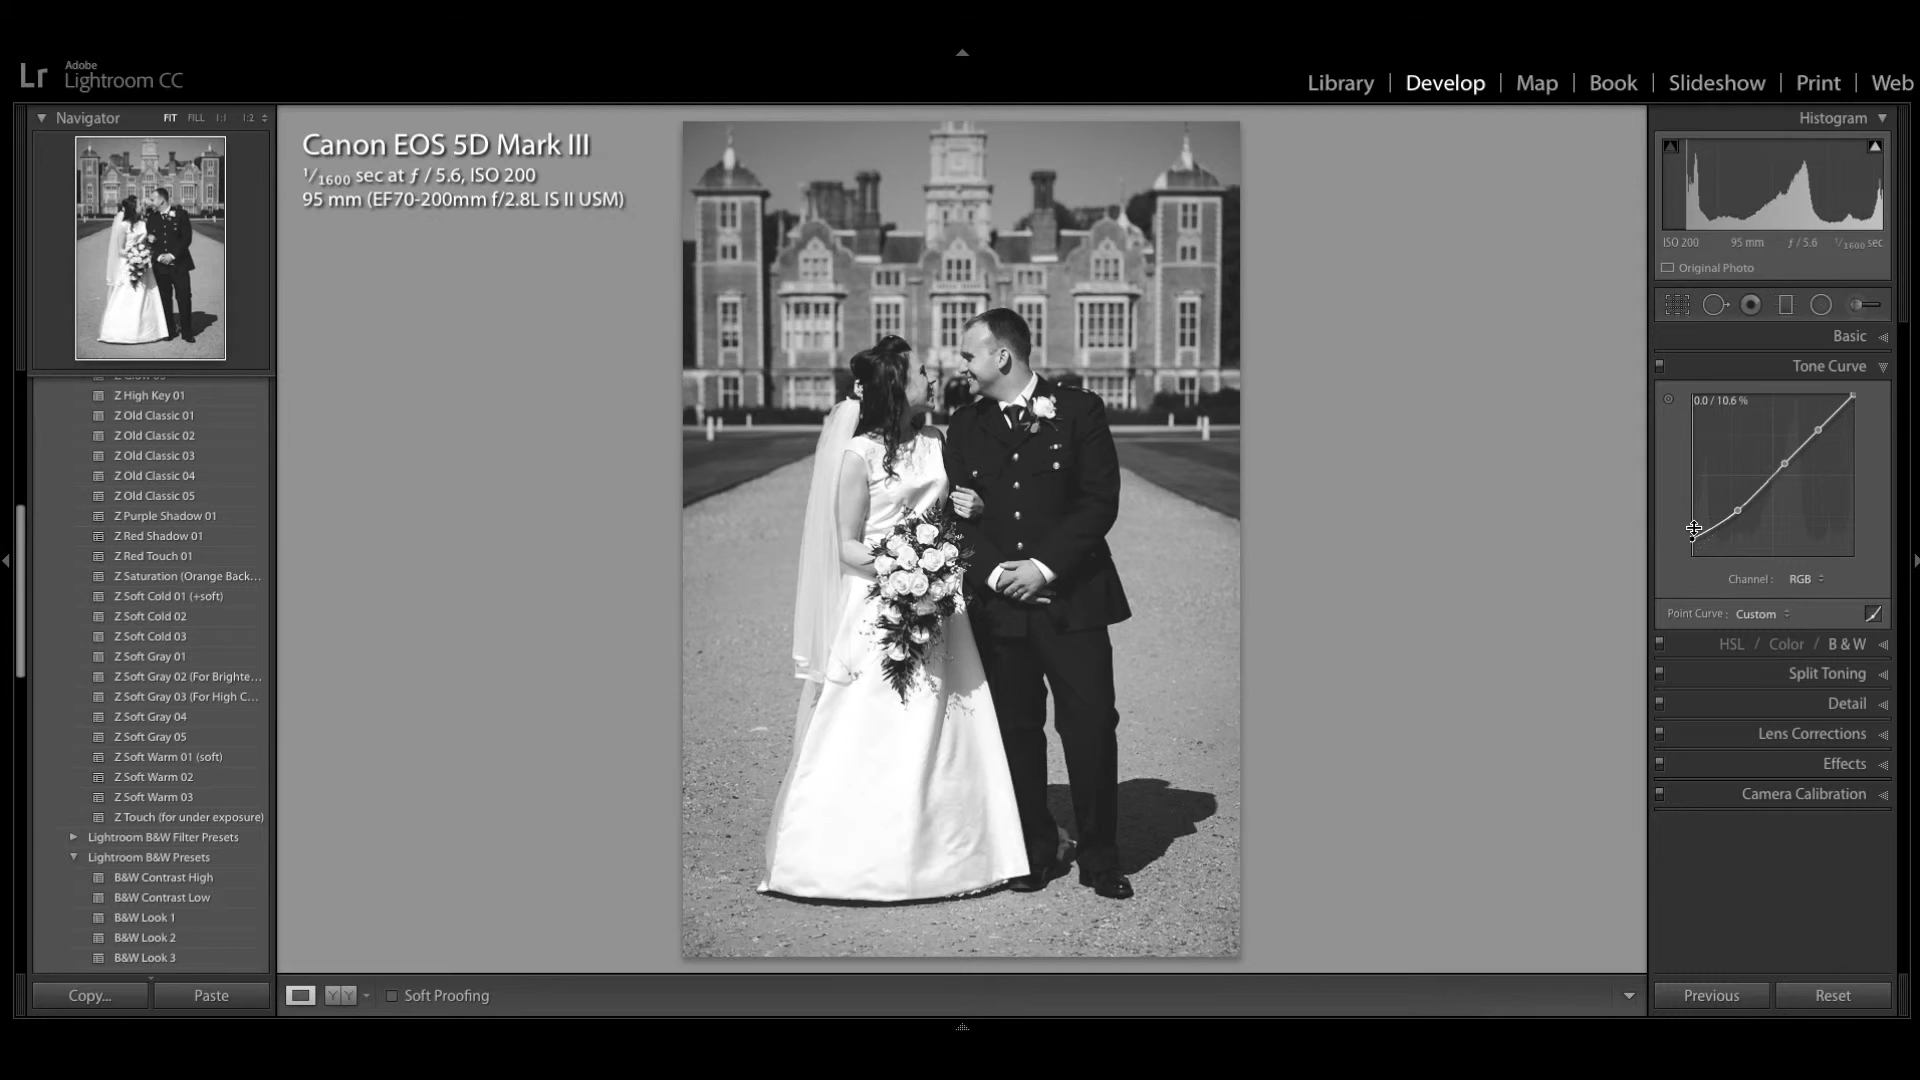 Lr Adobe
Lightroom CC
Library | Develop | Map | Book | Slideshow | Print | Web
Navigator FIT FILL 1:1 1:2
Canon EOS 5D Mark III
1/1600 sec at ƒ / 5.6, ISO 200
95 mm (EF70-200mm f/2.8L IS II USM)
Z High Key 01
Z Old Classic 01
Z Old Classic 02
Z Old Classic 03
Z Old Classic 04
Z Old Classic 05
Z Purple Shadow 01
Z Red Shadow 01
Z Red Touch 01
Z Saturation (Orange Back...
Z Soft Cold 01 (+soft)
Z Soft Cold 02
Z Soft Cold 03
Z Soft Gray 01
Z Soft Gray 02 (For Brighte...
Z Soft Gray 03 (For High C...
Z Soft Gray 04
Z Soft Gray 05
Z Soft Warm 01 (soft)
Z Soft Warm 02
Z Soft Warm 03
Z Touch (for under exposure)
Lightroom B&W Filter Presets
Lightroom B&W Presets
B&W Contrast High
B&W Contrast Low
B&W Look 1
B&W Look 2
B&W Look 3
Copy... Paste
YY Soft Proofing
Histogram
ISO 200 95 mm ƒ / 5.6 1/1600 sec
Original Photo
Basic
Tone Curve
0.0 / 10.6 %
Channel : RGB
Point Curve : Custom
HSL / Color / B & W
Split Toning
Detail
Lens Corrections
Effects
Camera Calibration
Previous Reset